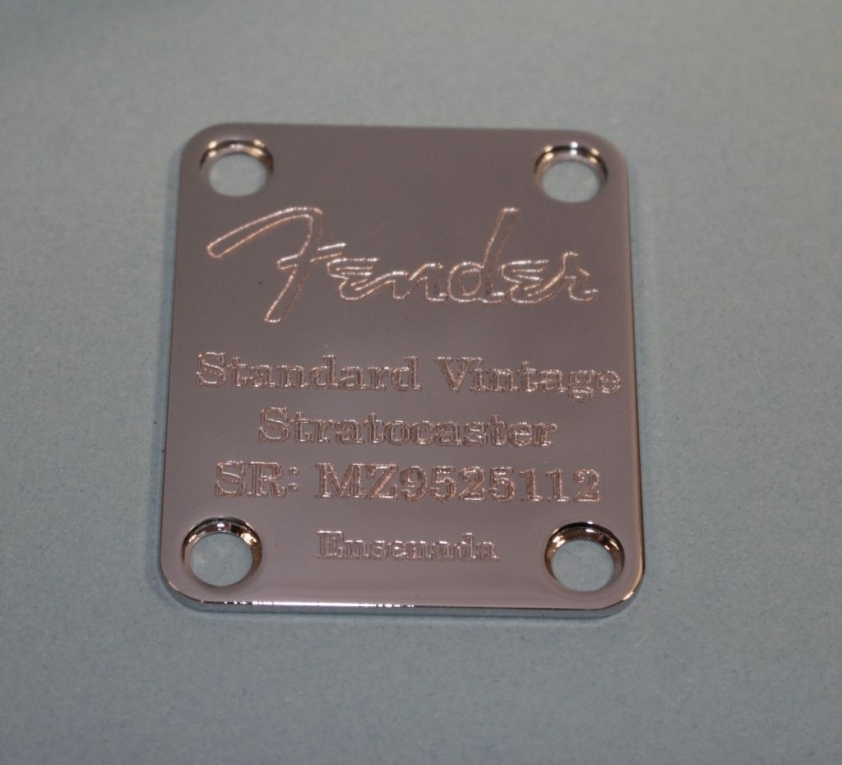 Fender
Standard Vintage
Stratocaster
SR: MZ9525112
Ensenada